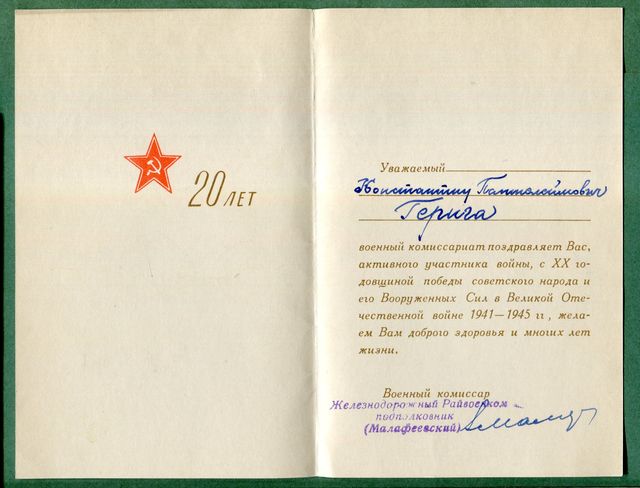 20 ЛЕТ
Уважаемый
Константину Пантолеймович
Герига
военный комиссариат поздравляет Вас,
активного участника войны, с XX го-
довщиной победы советского народа и
его Вооруженных Сил в Великой Оте-
чественной войне 1941—1945 гг, жела-
ем Вам доброго здоровья и многих лет
жизни.
Военный комиссар
Железнодорожный Райвоенком
подполковник
(Малафеевский)